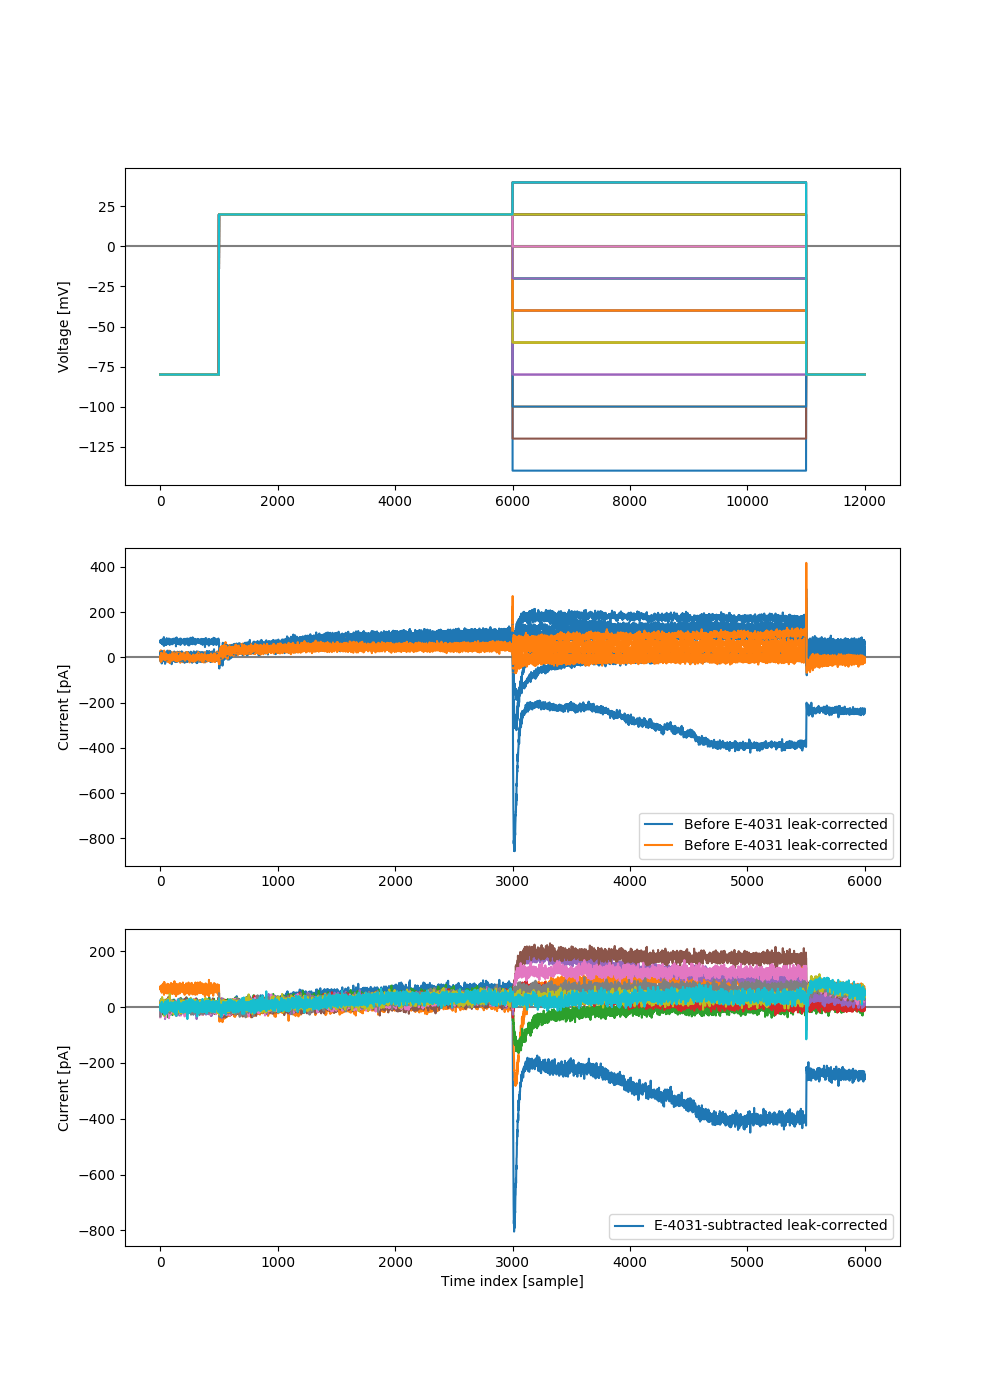 Voltage [mV]
25
0
−25
−50
−75
−100
−125
0 2000 4000 6000 8000 10000 12000
Current [pA]
400
200
0
−200
−400
−600
−800
Before E-4031 leak-corrected
Before E-4031 leak-corrected
0 1000 2000 3000 4000 5000 6000
Current [pA]
200
0
−200
−400
−600
−800
E-4031-subtracted leak-corrected
0 1000 2000 3000 4000 5000 6000
Time index [sample]